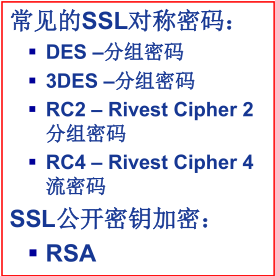 常见的SSL对称密码：
▪ DES –分组密码
▪ 3DES –分组密码
▪ RC2 – Rivest Cipher 2
分组密码
▪ RC4 – Rivest Cipher 4
流密码
SSL公开密钥加密：
▪ RSA